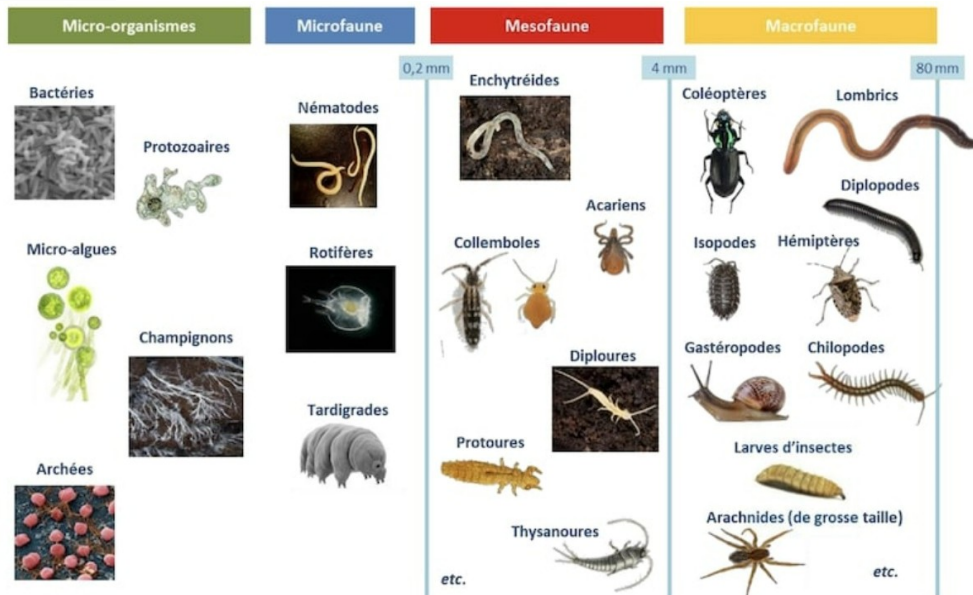 Micro-organismes
Microfaune
Mesofaune
Macrofaune
0,2 mm
4 mm
80 mm
Bactéries
Protozoaires
Micro-algues
Champignons
Archées
Nématodes
Rotifères
Tardigrades
Enchytréides
Acariens
Collemboles
Diploures
Protoures
Thysanoures
etc.
Coléoptères
Lombrics
Diplopodes
Isopodes
Hémiptères
Gastéropodes
Chilopodes
Larves d'insectes
Arachnides (de grosse taille)
etc.